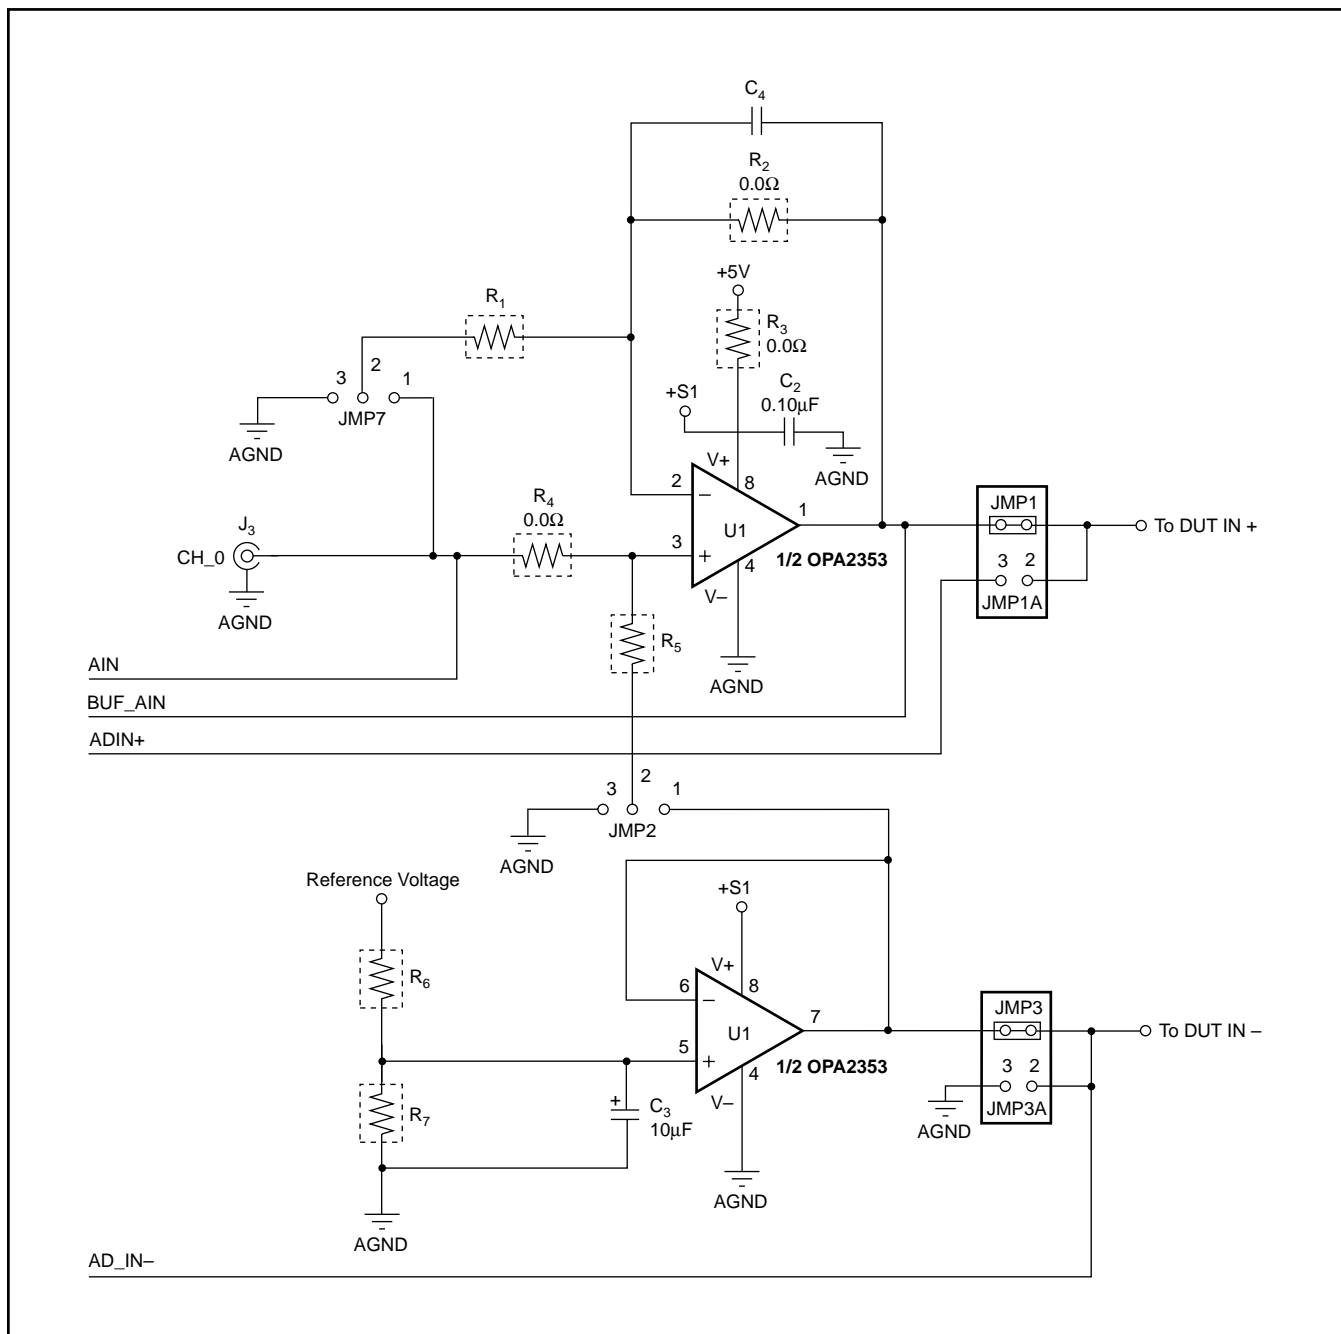 C4
R2
0.0Ω
+5V
R1
R3
0.0Ω
3 2 1
JMP7
AGND
+S1
C2
0.10µF
AGND
V+
8
2 –
R4
0.0Ω
J3
CH_0
AGND
3 +
U1
1
1/2 OPA2353
4
V–
AGND
JMP1
3 2
JMP1A
To DUT IN +
R5
AIN
BUF_AIN
ADIN+
3 2 1
JMP2
AGND
Reference Voltage
+S1
R6
V+
8
6 –
U1
7
5 +
1/2 OPA2353
4
V–
AGND
JMP3
3 2
JMP3A
AGND
To DUT IN –
R7
+
C3
10µF
AGND
AD_IN–